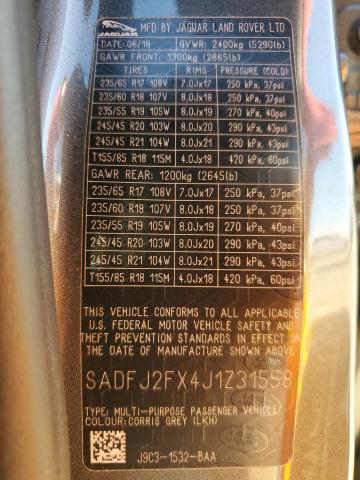 JAGUAR MFD BY JAGUAR LAND ROVER LTD
DATE: 06/18 GVWR: 2400kg (5290lb)
GAWR FRONT: 1300kg (2865lb)
TIRES RIMS PRESSURE (COLD)
235/65 R17 108V 7.0Jx17 250 kPa, 37psi
235/60 R18 107V 8.0Jx18 250 kPa, 37psi
235/55 R19 105W 8.0Jx19 270 kPa, 40psi
245/45 R20 103W 8.0Jx20 290 kPa, 43psi
245/45 R21 104W 8.0Jx21 290 kPa, 43psi
T155/85 R18 115M 4.0Jx18 420 kPa, 60psi
GAWR REAR: 1200kg (2645lb)
235/65 R17 108V 7.0Jx17 250 kPa, 37psi
235/60 R18 107V 8.0Jx18 250 kPa, 37psi
235/55 R19 105W 8.0Jx19 270 kPa, 40psi
245/45 R20 103W 8.0Jx20 290 kPa, 43psi
245/45 R21 104W 8.0Jx21 290 kPa, 43psi
T155/85 R18 115M 4.0Jx18 420 kPa, 60psi
THIS VEHICLE CONFORMS TO ALL APPLICABLE
U.S. FEDERAL MOTOR VEHICLE SAFETY AND
THEFT PREVENTION STANDARDS IN EFFECT
ON THE DATE OF MANUFACTURE SHOWN ABOVE
SADFJ2FX4J1Z31558
TYPE: MULTI-PURPOSE PASSENGER VEHICLE
COLOUR: CORRIS GREY (LKH)
J9C3-1532-BAA